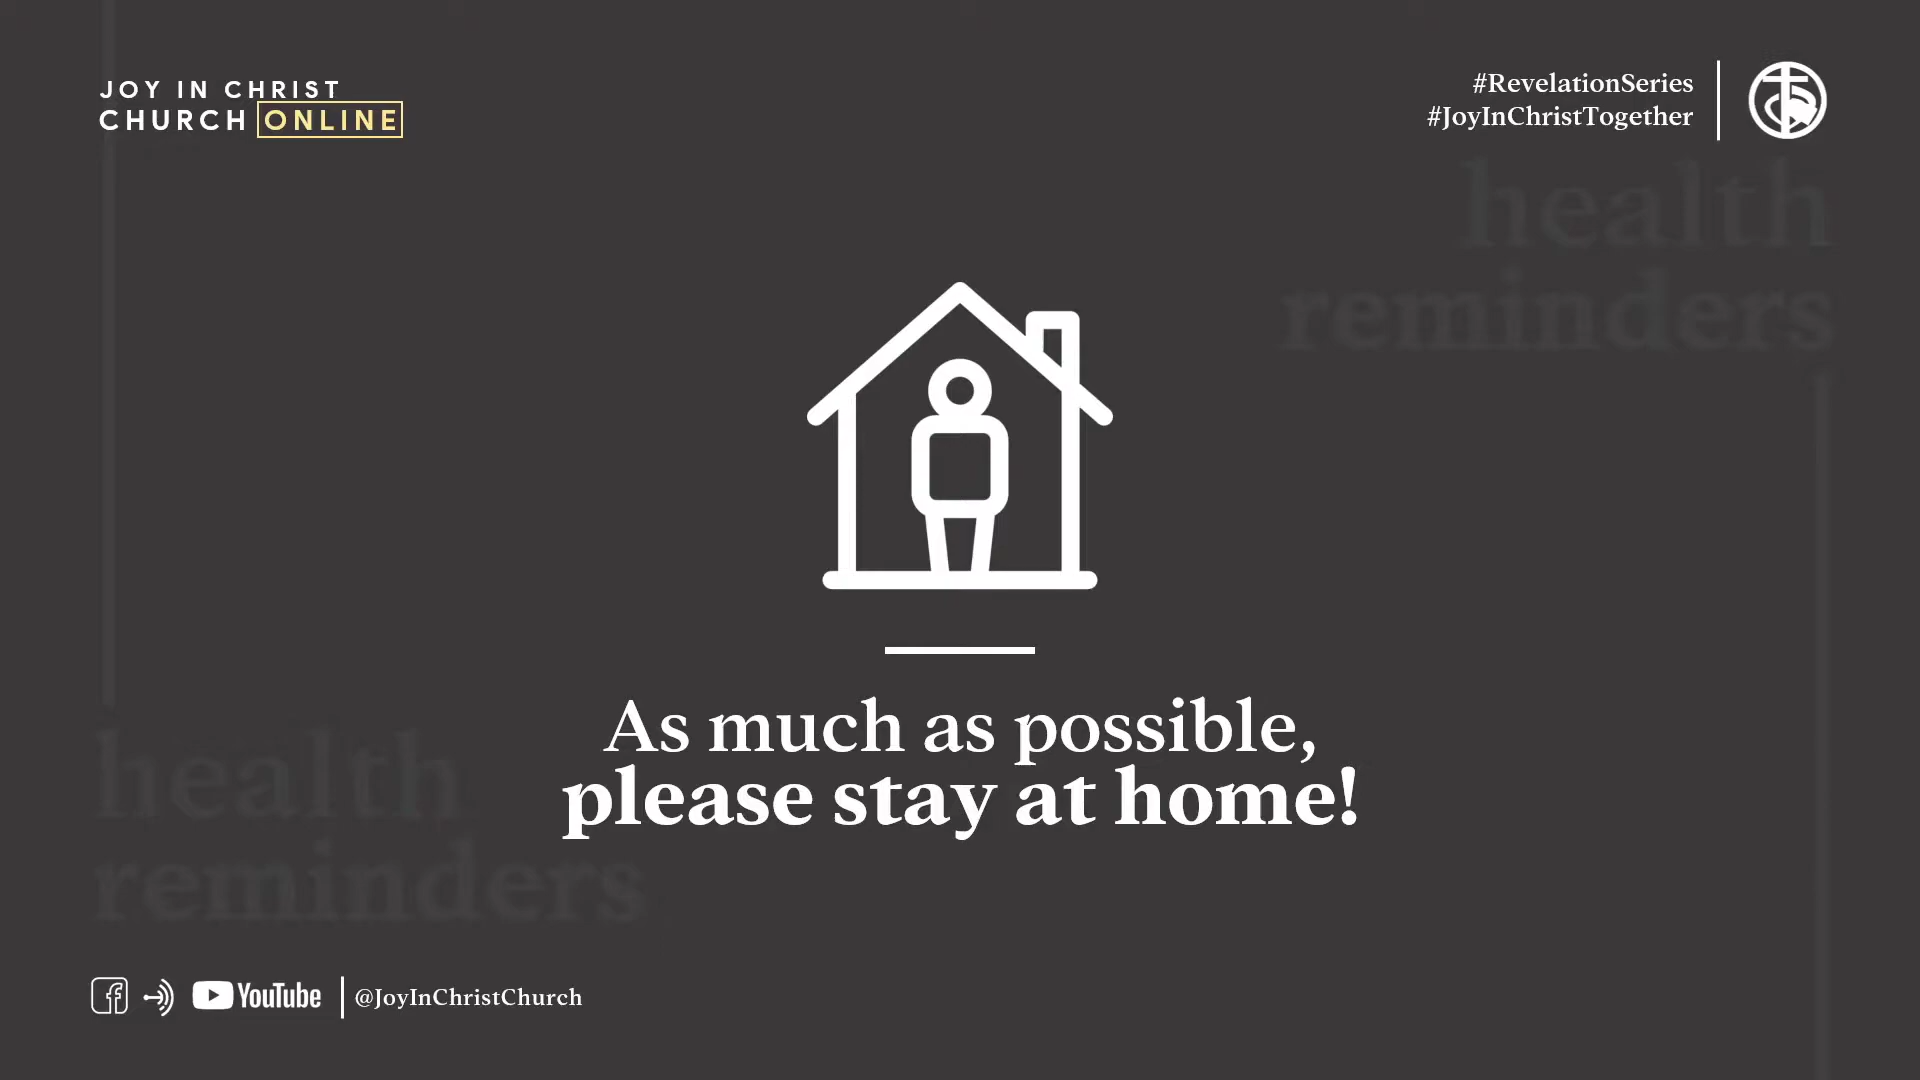 JOY IN CHRIST
CHURCH ONLINE
#RevelationSeries
#JoyInChristTogether
health
reminders
As much as possible,
please stay at home!
health
reminders
YouTube
@JoyInChristChurch